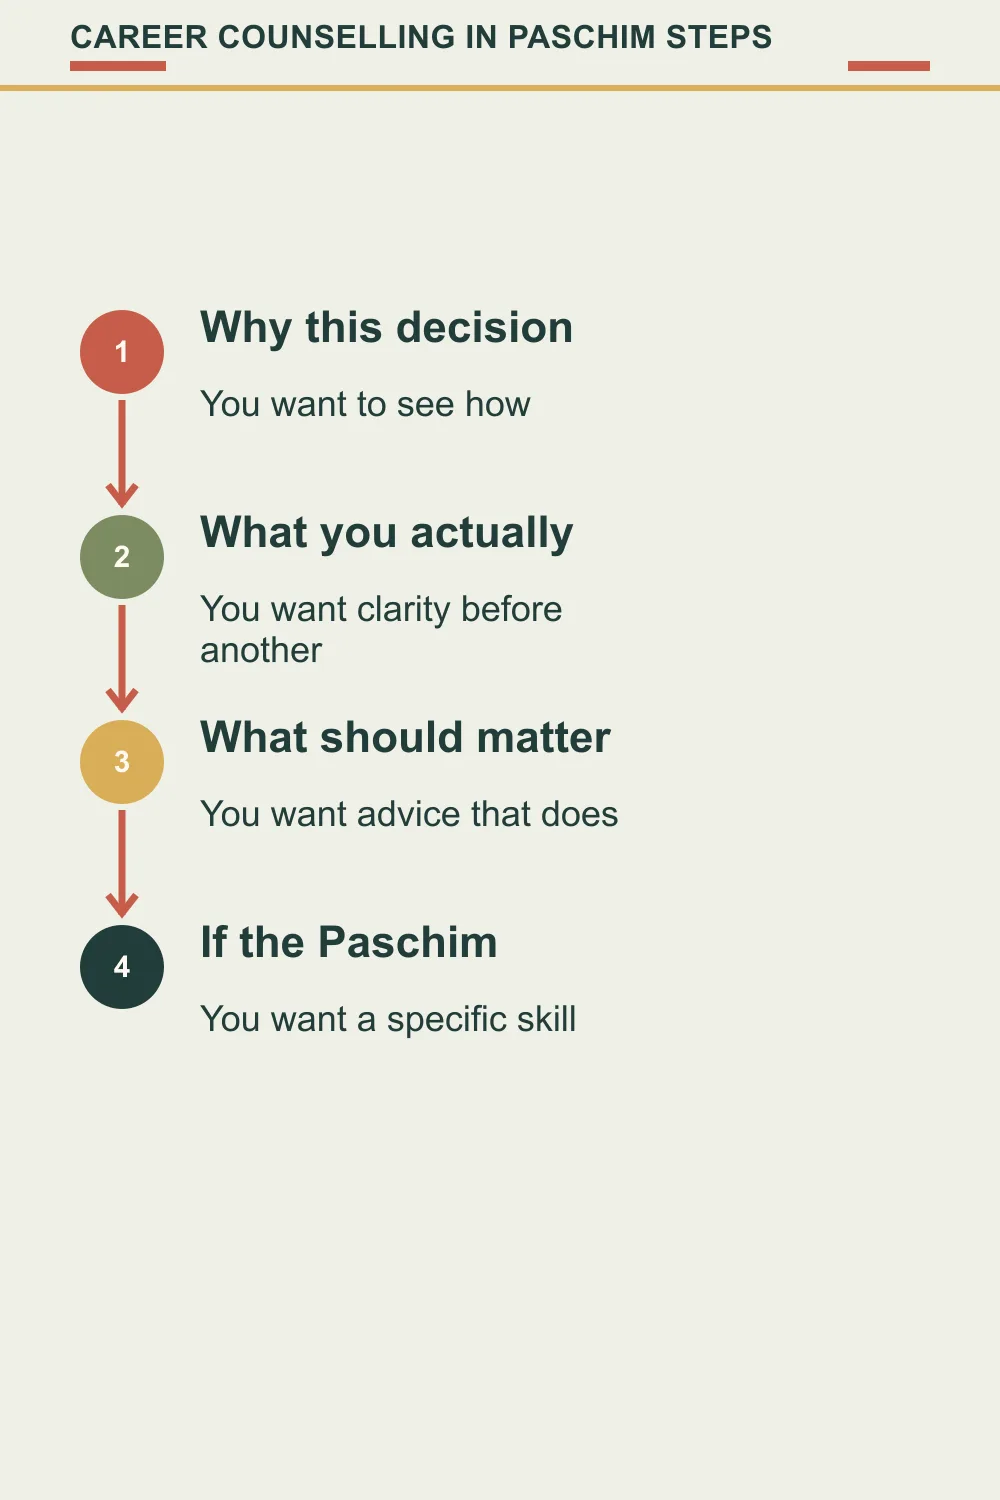 CAREER COUNSELLING IN PASCHIM STEPS
1
Why this decision
You want to see how
2
What you actually
You want clarity before
another
3
What should matter
You want advice that does
4
If the Paschim
You want a specific skill